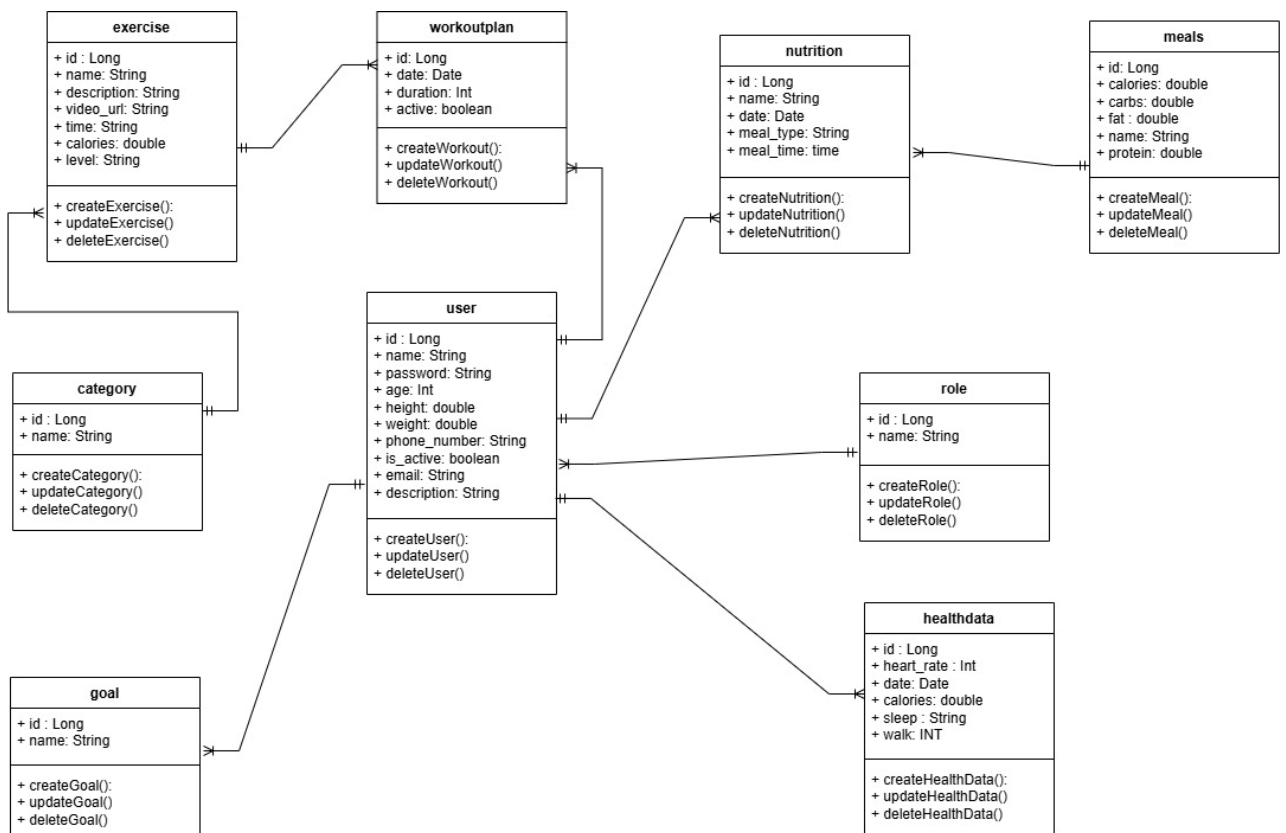 exercise
+ id : Long
+ name: String
+ description: String
+ video_url: String
+ time: String
+ calories: double
+ level: String
+ createExercise():
+ updateExercise()
+ deleteExercise()
workoutplan
+ id: Long
+ date: Date
+ duration: Int
+ active: boolean
+ createWorkout():
+ updateWorkout()
+ deleteWorkout()
nutrition
+ id : Long
+ name: String
+ date: Date
+ meal_type: String
+ meal_time: time
+ createNutrition():
+ updateNutrition()
+ deleteNutrition()
meals
+ id: Long
+ calories: double
+ carbs: double
+ fat : double
+ name: String
+ protein: double
+ createMeal():
+ updateMeal()
+ deleteMeal()
category
+ id : Long
+ name: String
+ createCategory():
+ updateCategory()
+ deleteCategory()
user
+ id : Long
+ name: String
+ password: String
+ age: Int
+ height: double
+ weight: double
+ phone_number: String
+ is_active: boolean
+ email: String
+ description: String
+ createUser():
+ updateUser()
+ deleteUser()
role
+ id : Long
+ name: String
+ createRole():
+ updateRole()
+ deleteRole()
goal
+ id : Long
+ name: String
+ createGoal():
+ updateGoal()
+ deleteGoal()
healthdata
+ id : Long
+ heart_rate : Int
+ date: Date
+ calories: double
+ sleep : String
+ walk: INT
+ createHealthData():
+ updateHealthData()
+ deleteHealthData()